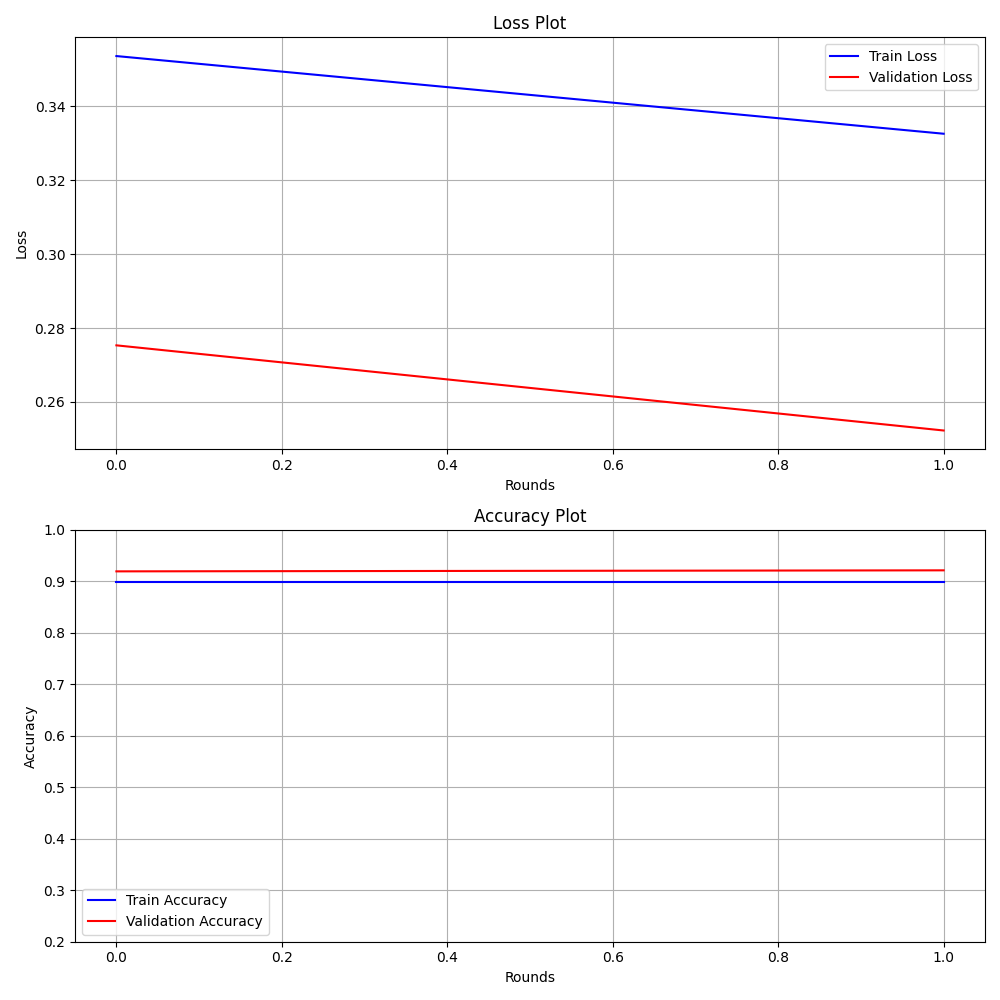 Loss Plot
Train Loss
Validation Loss
0.34
0.32
0.30
0.28
0.26
Loss
0.0 0.2 0.4 0.6 0.8 1.0
Rounds
Accuracy Plot
1.0
0.9
0.8
0.7
0.6
0.5
0.4
0.3
0.2
Accuracy
Train Accuracy
Validation Accuracy
0.0 0.2 0.4 0.6 0.8 1.0
Rounds